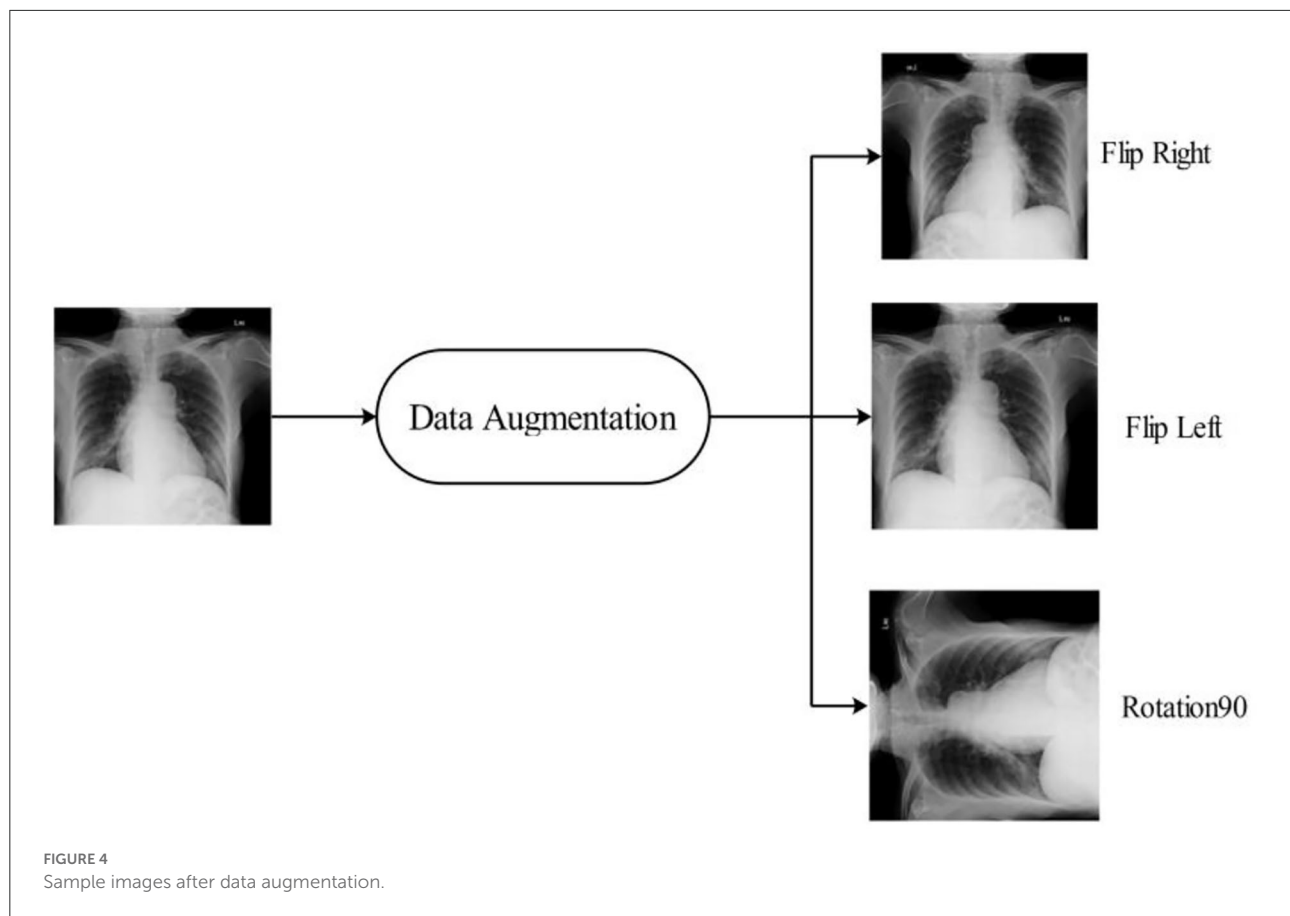 Flip Right
Data Augmentation
Flip Left
Rotation90
FIGURE 4
Sample images after data augmentation.